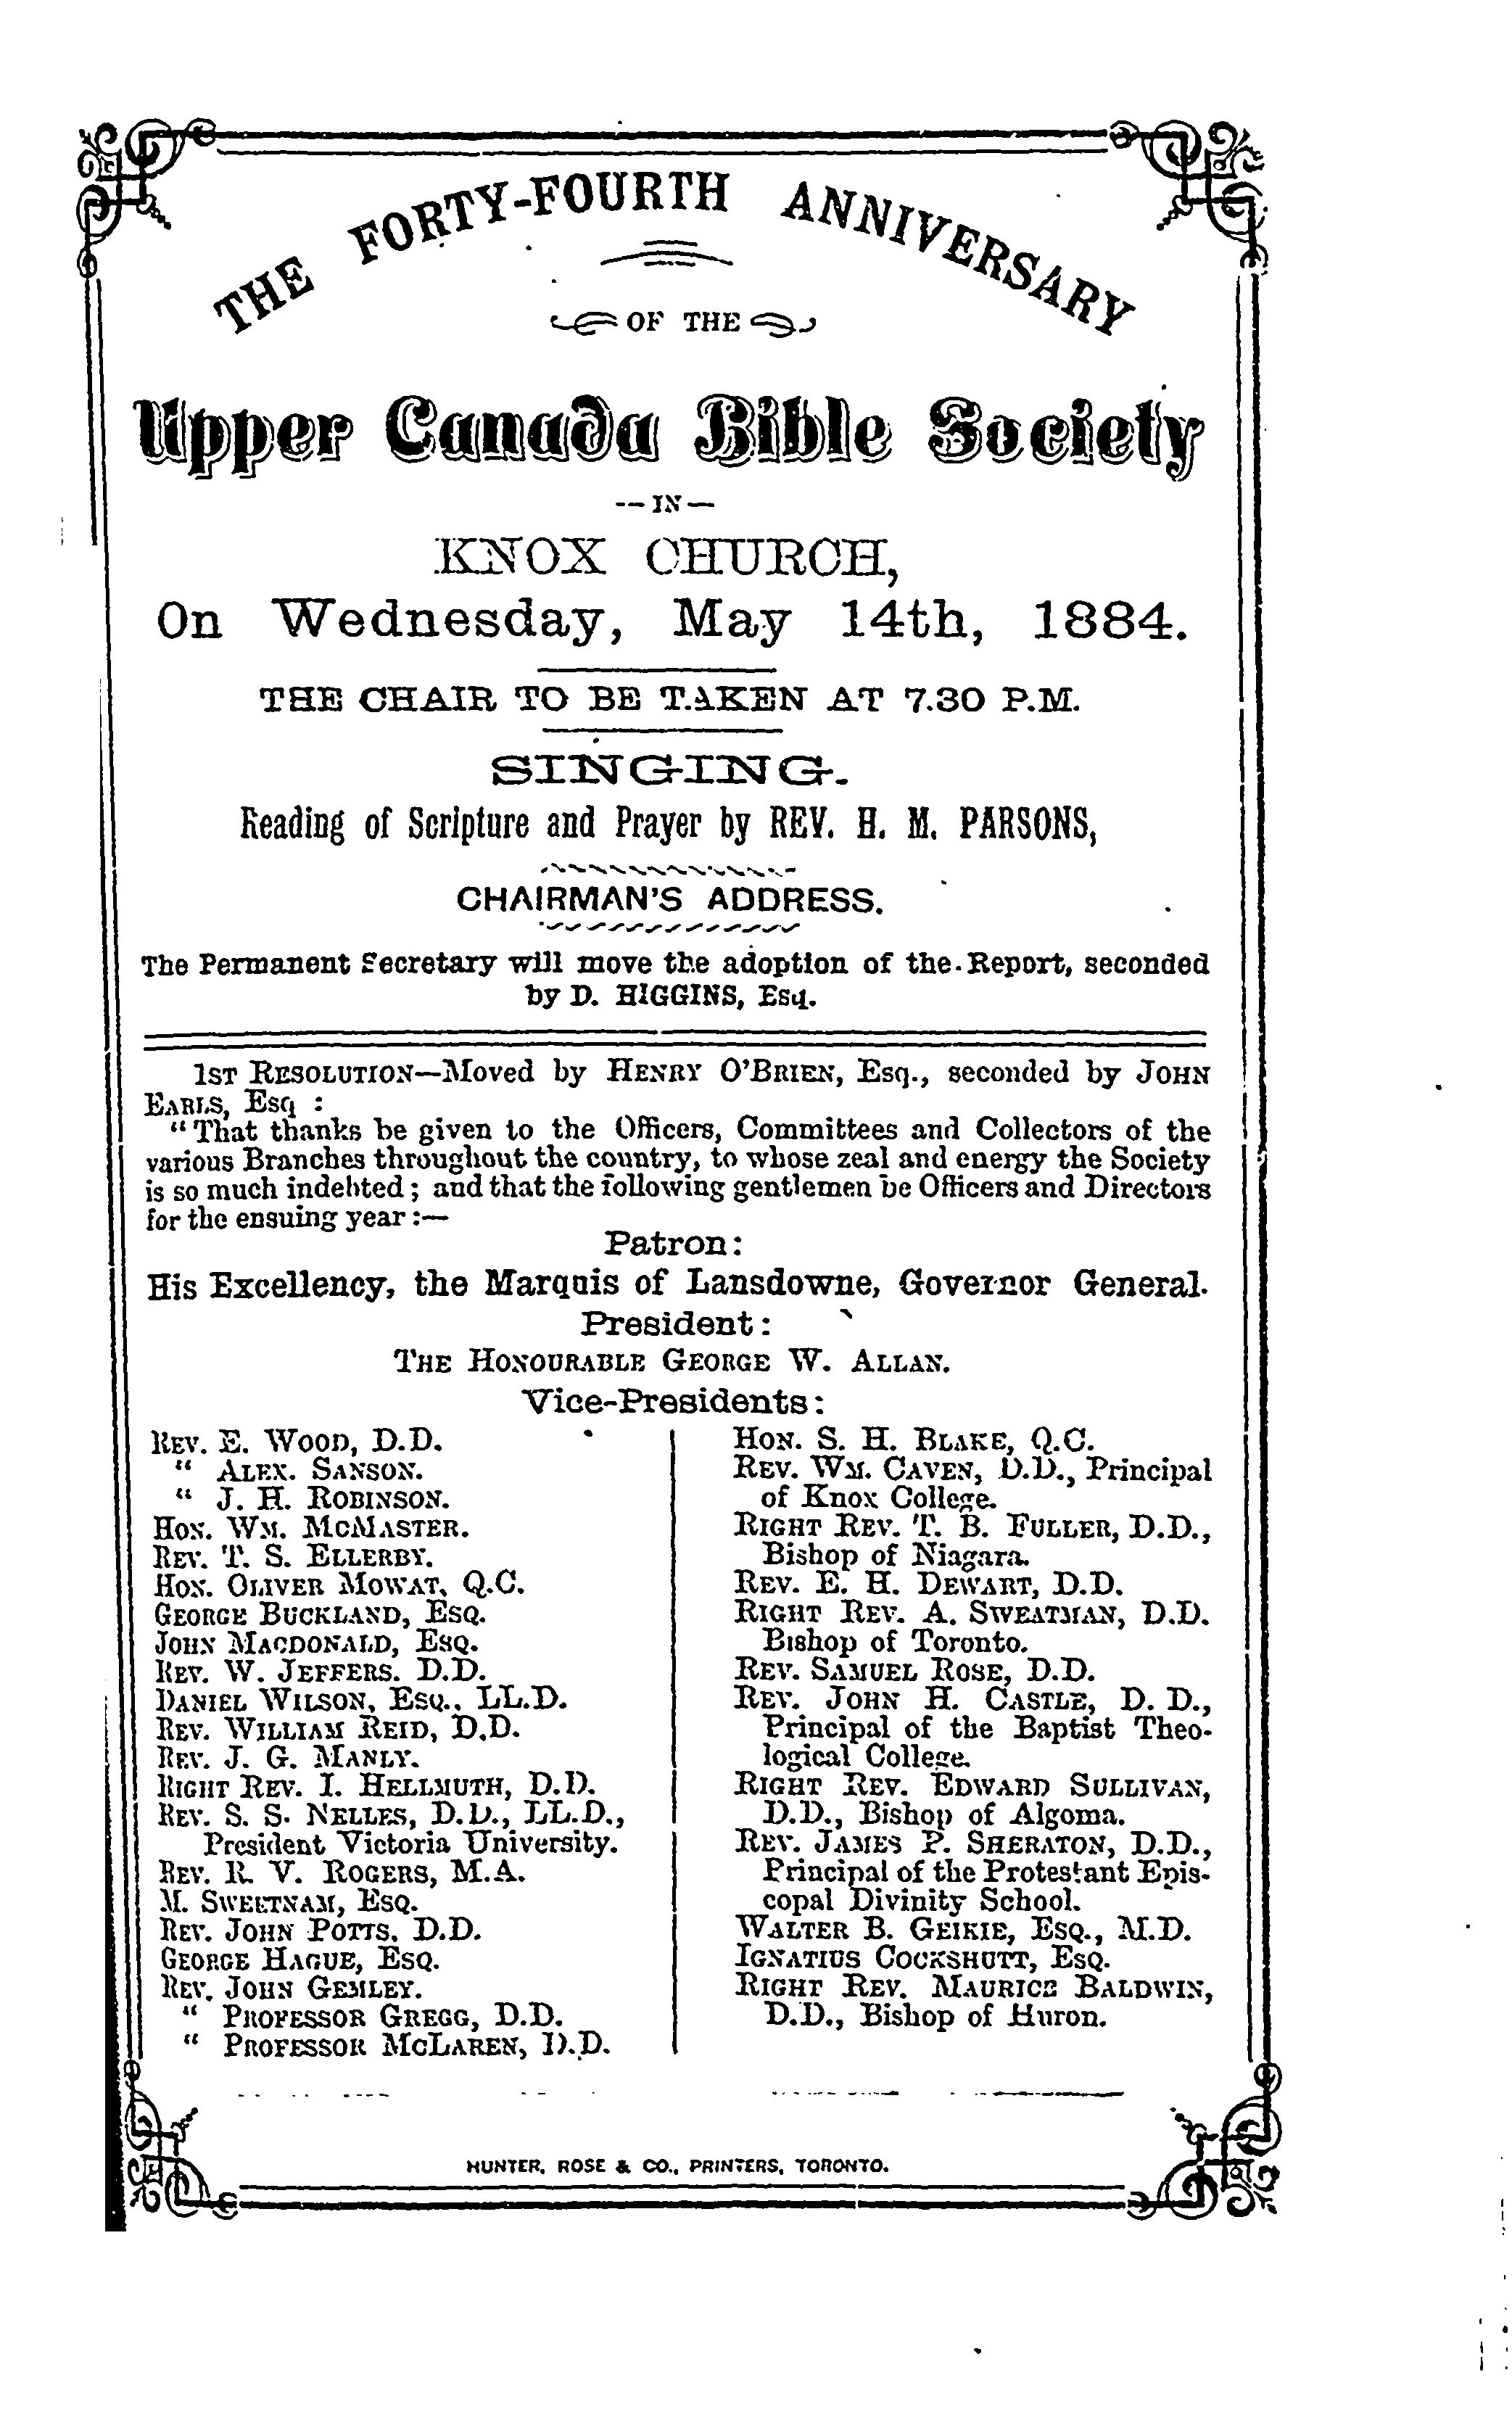 THE FORTY-FOURTH ANNIVERSARY
OF THE
Upper Canada Bible Society
—IN—
KNOX CHURCH,
On Wednesday, May 14th, 1884.
THE CHAIR TO BE TAKEN AT 7.30 P.M.
SINGING.
Reading of Scripture and Prayer by REV. H. M. PARSONS,
CHAIRMAN'S ADDRESS.
The Permanent Secretary will move the adoption of the Report, seconded
by D. HIGGINS, Esq.
1ST RESOLUTION—Moved by HENRY O'BRIEN, Esq., seconded by JOHN
EARLS, Esq :
"That thanks be given to the Officers, Committees and Collectors of the
various Branches throughout the country, to whose zeal and energy the Society
is so much indebted; and that the following gentlemen be Officers and Directors
for the ensuing year:—
Patron:
His Excellency, the Marquis of Lansdowne, Governor General.
President:
THE HONOURABLE GEORGE W. ALLAN.
Vice-Presidents:
REV. E. WOOD, D.D.
" ALEX. SANSON.
" J. H. ROBINSON.
HON. WM. MCMASTER.
REV. T. S. ELLERBY.
HON. OLIVER MOWAT, Q.C.
GEORGE BUCKLAND, ESQ.
JOHN MACDONALD, ESQ.
REV. W. JEFFERS. D.D.
DANIEL WILSON, ESQ., LL.D.
REV. WILLIAM REID, D.D.
REV. J. G. MANLY.
RIGHT REV. I. HELLMUTH, D.D.
REV. S. S. NELLES, D.D., LL.D.,
President Victoria University.
REV. R. V. ROGERS, M.A.
M. SWEETNAM, ESQ.
REV. JOHN POTTS, D.D.
GEORGE HAGUE, ESQ.
REV. JOHN GEMLEY.
" PROFESSOR GREGG, D.D.
" PROFESSOR MCLAREN, D.D.
HON. S. H. BLAKE, Q.C.
REV. WM. CAVEN, D.D., Principal
of Knox College.
RIGHT REV. T. B. FULLER, D.D.,
Bishop of Niagara.
REV. E. H. DEWART, D.D.
RIGHT REV. A. SWEATMAN, D.D.
Bishop of Toronto.
REV. SAMUEL ROSE, D.D.
REV. JOHN H. CASTLE, D. D.,
Principal of the Baptist Theo-
logical College.
RIGHT REV. EDWARD SULLIVAN,
D.D., Bishop of Algoma.
REV. JAMES P. SHERATON, D.D.,
Principal of the Protestant Epis-
copal Divinity School.
WALTER B. GEIKIE, ESQ., M.D.
IGNATIUS COCKSHUTT, ESQ.
RIGHT REV. MAURICE BALDWIN,
D.D., Bishop of Huron.
HUNTER, ROSE & CO., PRINTERS, TORONTO.